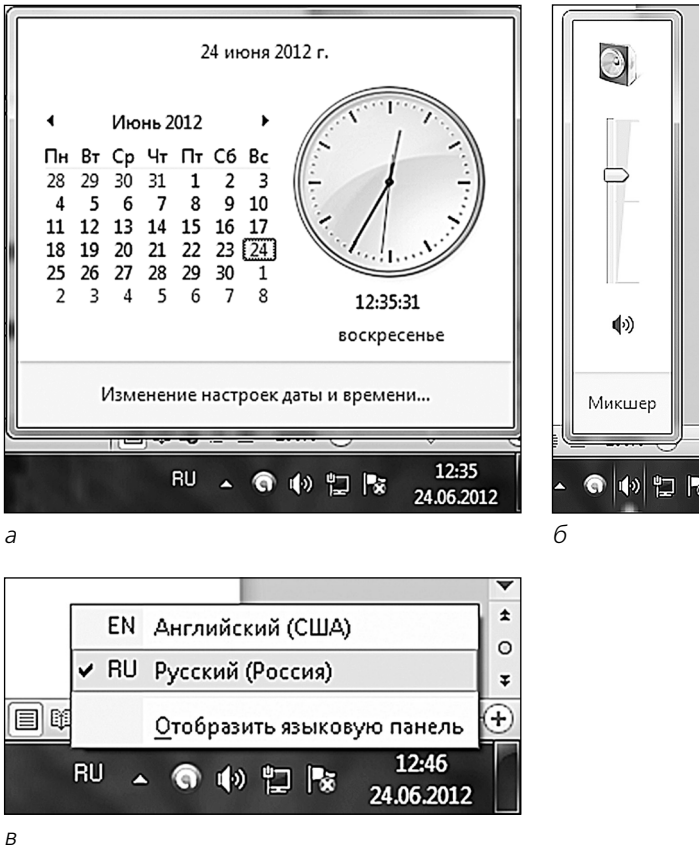 24 июня 2012 г.
Июнь 2012
Пн Вт Ср Чт Пт Сб Вс
28 29 30 31 1 2 3
4 5 6 7 8 9 10
11 12 13 14 15 16 17
18 19 20 21 22 23 24
25 26 27 28 29 30 1
2 3 4 5 6 7 8
12:35:31
воскресенье
Изменение настроек даты и времени...
RU
12:35
24.06.2012
а
Микшер
б
EN Английский (США)
RU Русский (Россия)
Отобразить языковую панель
RU
12:46
24.06.2012
в